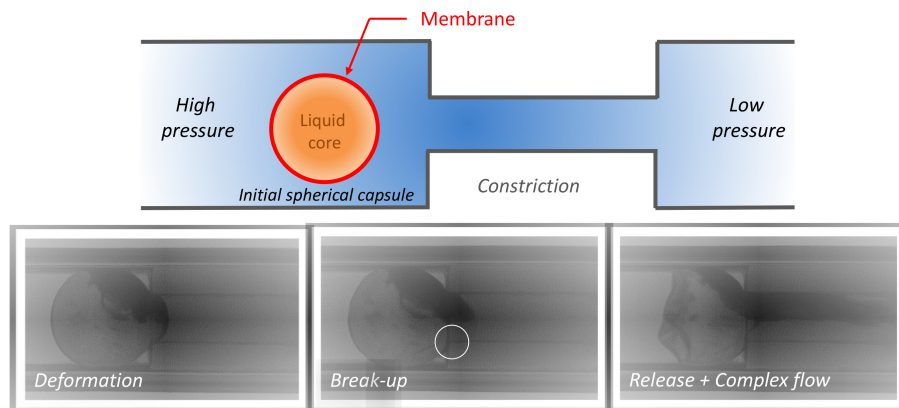 Membrane
High
pressure
Liquid
core
Low
pressure
Initial spherical capsule
Constriction
Deformation
Break-up
Release + Complex flow